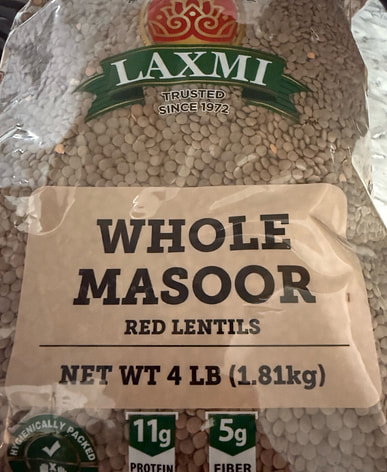 LAXMI
TRUSTED
SINCE 1972
WHOLE
MASOOR
RED LENTILS
NET WT 4 LB (1.81kg)
HYGIENICALLY PACKED
11g
PROTEIN
5g
FIBER